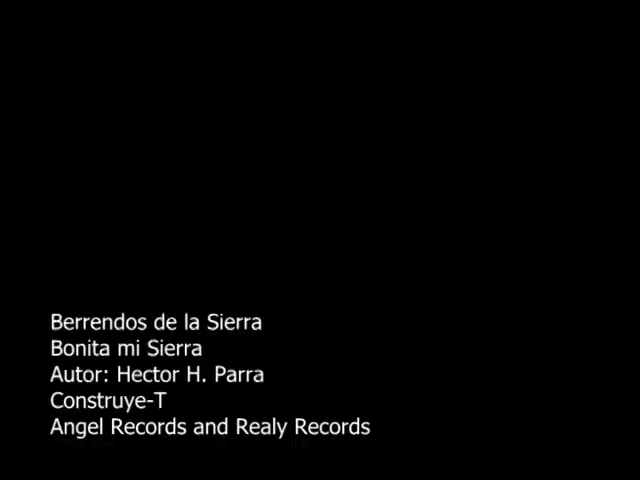 Berrendos de la Sierra
Bonita mi Sierra
Autor: Hector H. Parra
Construye-T
Angel Records and Realy Records